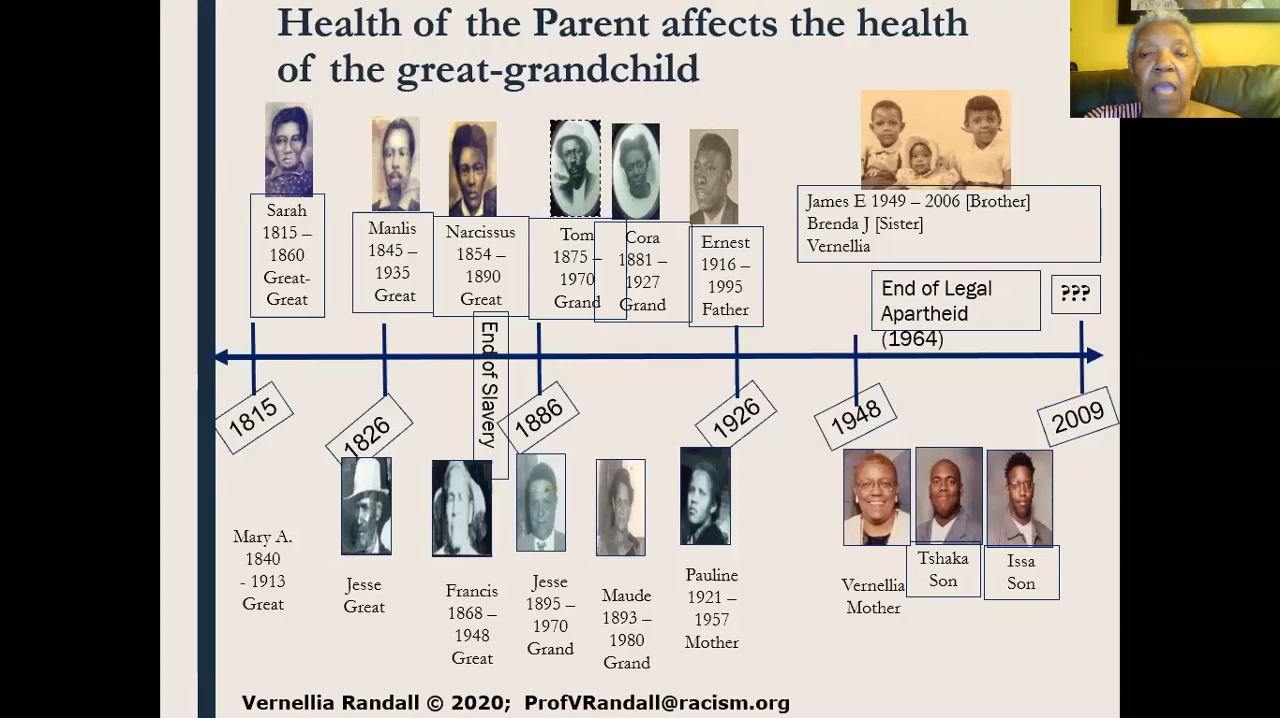 Health of the Parent affects the health
of the great-grandchild
Sarah
1815 –
1860
Great-
Great
Manlis
1845 –
1935
Great
Narcissus
1854 –
1890
Great
Tom
1875 –
1970
Grand
Cora
1881 –
1927
Grand
Ernest
1916 –
1995
Father
James E 1949 – 2006 [Brother]
Brenda J [Sister]
Vernellia
End of Legal
Apartheid
(1964)
???
End of Slavery
1815
1826
1886
1926
1948
2009
Mary A.
1840
- 1913
Great
Jesse
Great
Francis
1868 –
1948
Great
Jesse
1895 –
1970
Grand
Maude
1893 –
1980
Grand
Pauline
1921 –
1957
Mother
Vernellia
Mother
Tshaka
Son
Issa
Son
Vernellia Randall © 2020; ProfVRandall@racism.org